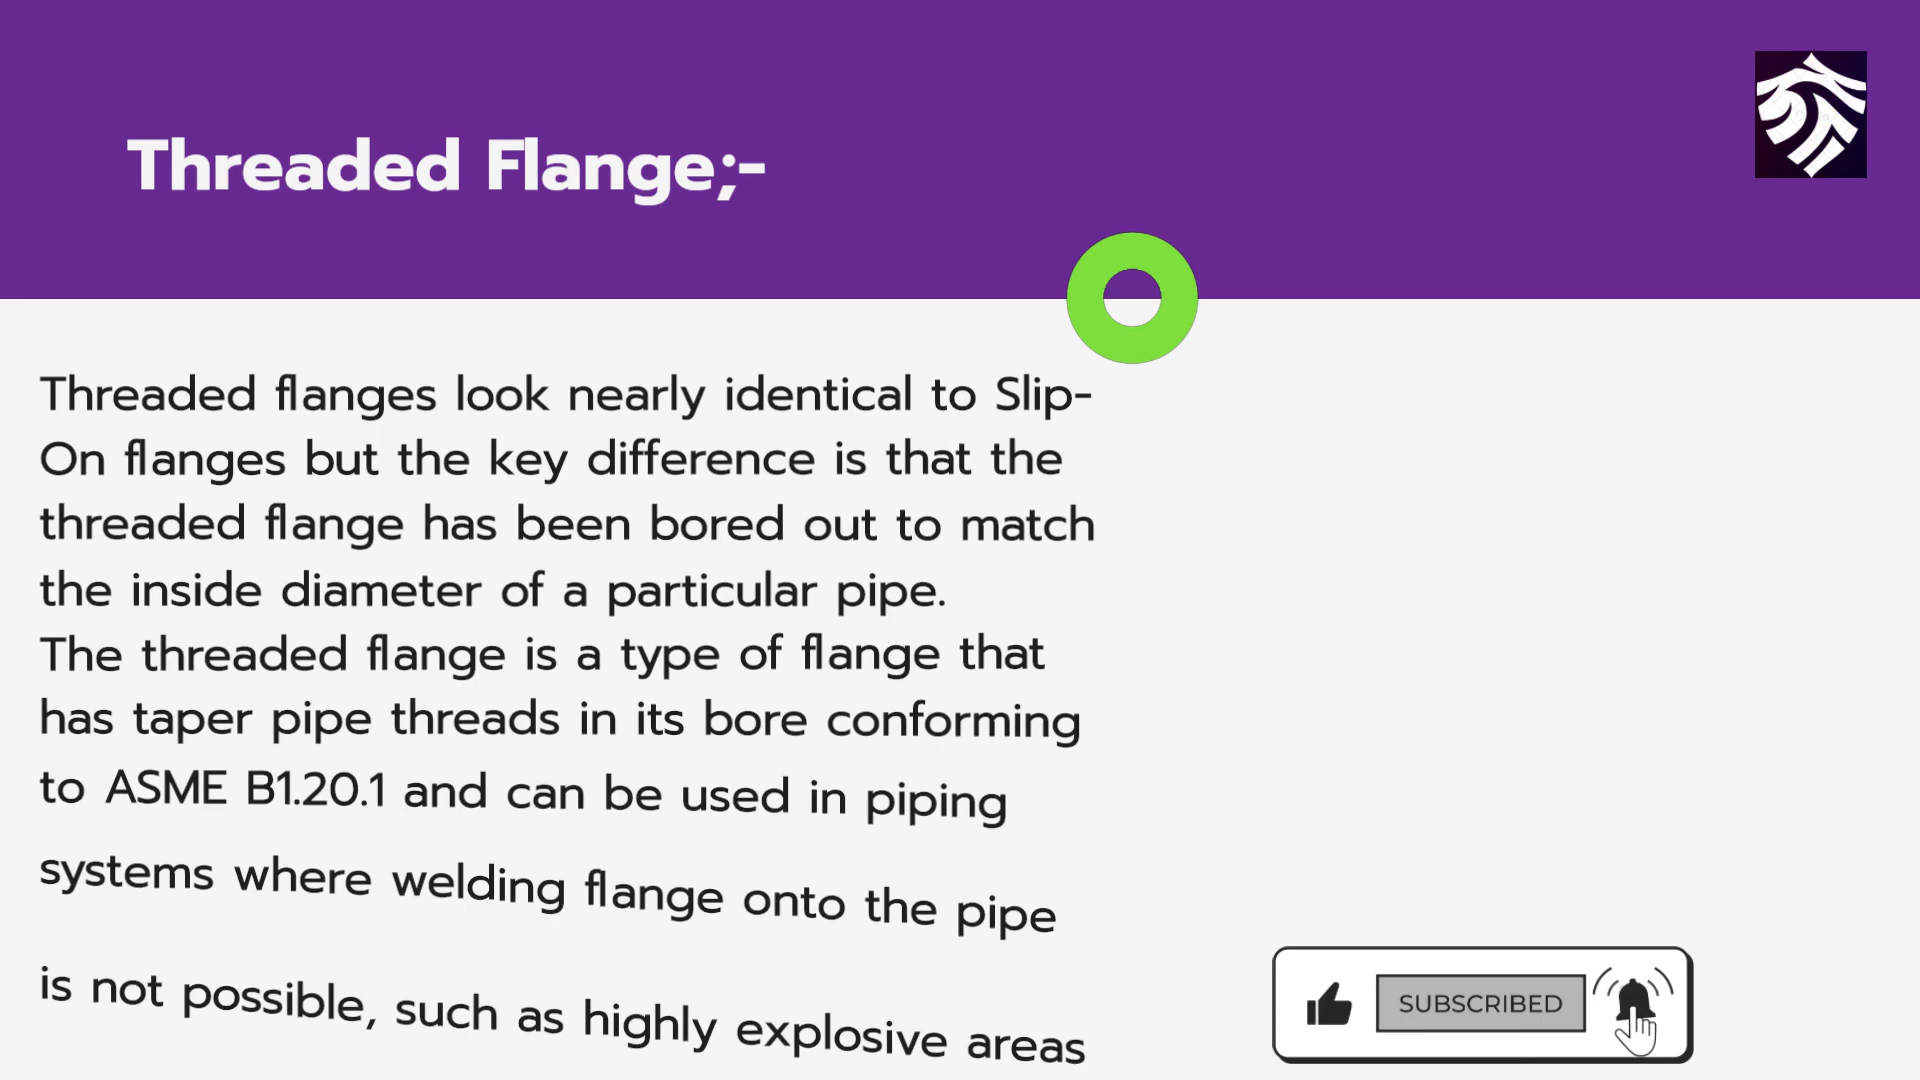 Threaded Flange;-
Threaded flanges look nearly identical to Slip-
On flanges but the key difference is that the
threaded flange has been bored out to match
the inside diameter of a particular pipe.
The threaded flange is a type of flange that
has taper pipe threads in its bore conforming
to ASME B1.20.1 and can be used in piping
systems where welding flange onto the pipe
is not possible, such as highly explosive areas
SUBSCRIBED